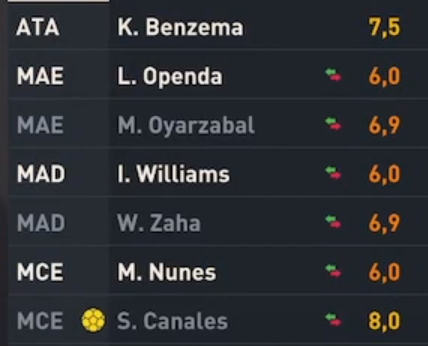 ATA K. Benzema 7,5
MAE L. Openda 6,0
MAE M. Oyarzabal 6,9
MAD I. Williams 6,0
MAD W. Zaha 6,9
MCE M. Nunes 6,0
MCE S. Canales 8,0